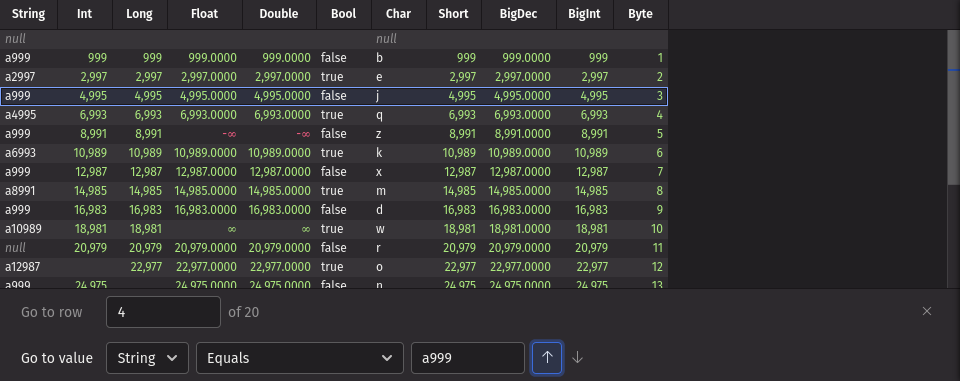 String Int Long Float Double Bool Char Short BigDec BigInt Byte
null null
a999 999 999 999.0000 999.0000 false b 999 999.0000 999 1
a2997 2,997 2,997 2,997.0000 2,997.0000 true e 2,997 2,997.0000 2,997 2
a999 4,995 4,995 4,995.0000 4,995.0000 false j 4,995 4,995.0000 4,995 3
a4995 6,993 6,993 6,993.0000 6,993.0000 true q 6,993 6,993.0000 6,993 4
a999 8,991 8,991 -∞ -∞ false z 8,991 8,991.0000 8,991 5
a6993 10,989 10,989 10,989.0000 10,989.0000 true k 10,989 10,989.0000 10,989 6
a999 12,987 12,987 12,987.0000 12,987.0000 false x 12,987 12,987.0000 12,987 7
a8991 14,985 14,985 14,985.0000 14,985.0000 true m 14,985 14,985.0000 14,985 8
a999 16,983 16,983 16,983.0000 16,983.0000 false d 16,983 16,983.0000 16,983 9
a10989 18,981 18,981 ∞ ∞ true w 18,981 18,981.0000 18,981 10
null 20,979 20,979 20,979.0000 20,979.0000 false r 20,979 20,979.0000 20,979 11
a12987 22,977 22,977.0000 22,977.0000 true o 22,977 22,977.0000 22,977 12
a999 24,975 24,975.0000 24,975.0000 false n 24,975 24,975.0000 24,975 13
Go to row 4 of 20
Go to value String Equals a999